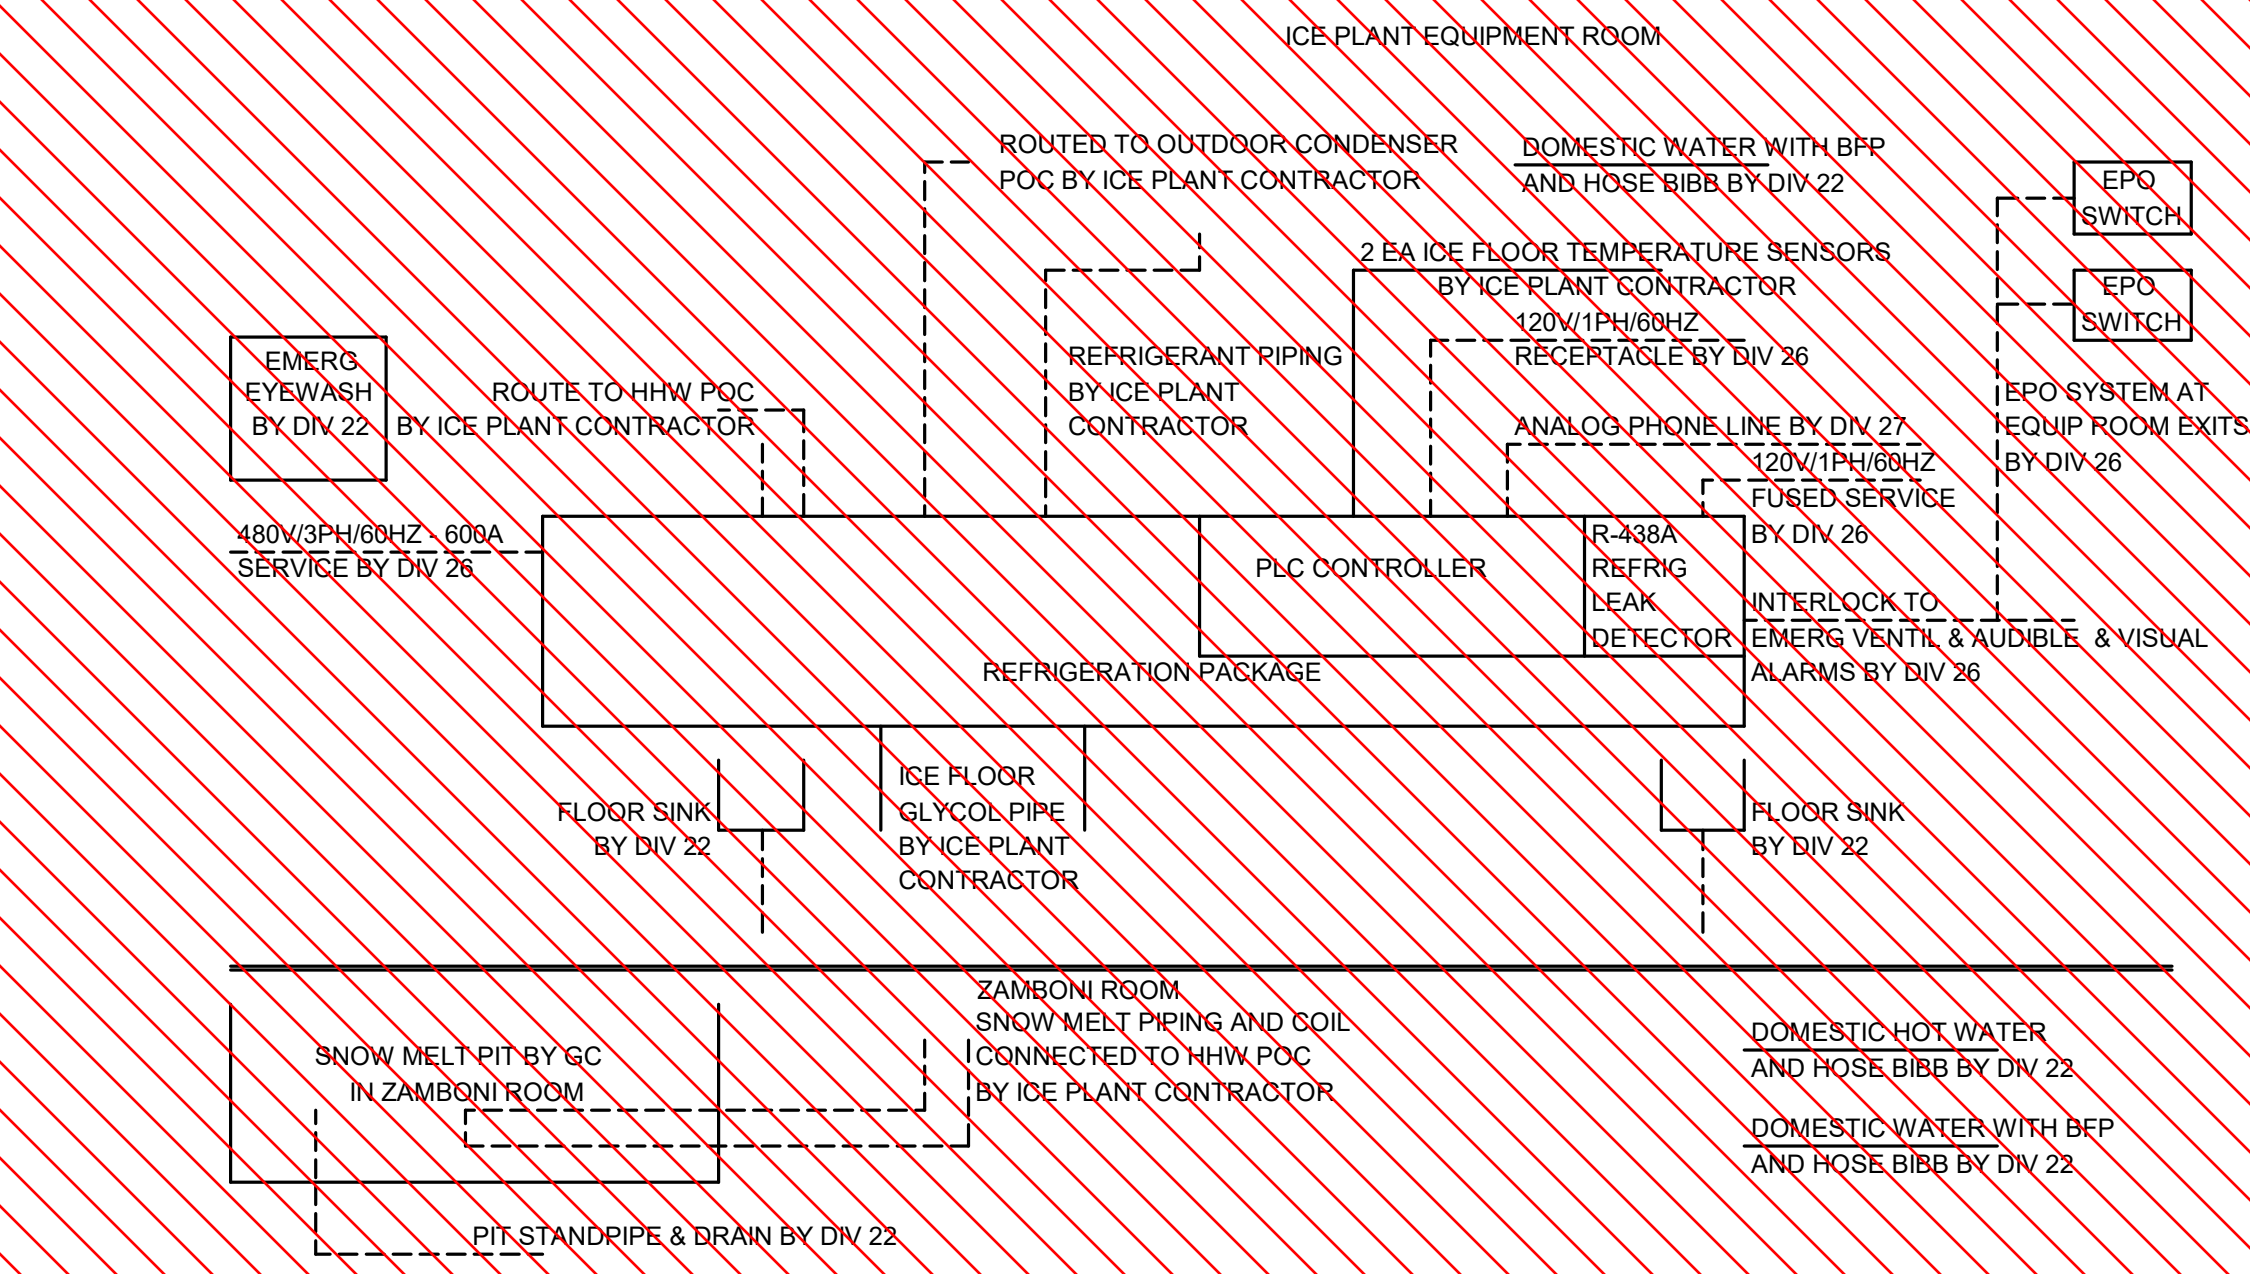 ICE PLANT EQUIPMENT ROOM
ROUTED TO OUTDOOR CONDENSER
POC BY ICE PLANT CONTRACTOR
DOMESTIC WATER WITH BFP
AND HOSE BIBB BY DIV 22
EPO
SWITCH
2 EA ICE FLOOR TEMPERATURE SENSORS
BY ICE PLANT CONTRACTOR
EPO
SWITCH
120V/1PH/60HZ
RECEPTACLE BY DIV 26
EMERG
EYEWASH
BY DIV 22
ROUTE TO HHW POC
BY ICE PLANT CONTRACTOR
REFRIGERANT PIPING
BY ICE PLANT
CONTRACTOR
ANALOG PHONE LINE BY DIV 27
EPO SYSTEM AT
EQUIP ROOM EXITS
BY DIV 26
120V/1PH/60HZ
FUSED SERVICE
BY DIV 26
480V/3PH/60HZ - 600A
SERVICE BY DIV 26
PLC CONTROLLER
R-438A
REFRIG
LEAK
DETECTOR
INTERLOCK TO
EMERG VENTIL & AUDIBLE & VISUAL
ALARMS BY DIV 26
REFRIGERATION PACKAGE
FLOOR SINK
BY DIV 22
ICE FLOOR
GLYCOL PIPE
BY ICE PLANT
CONTRACTOR
FLOOR SINK
BY DIV 22
ZAMBONI ROOM
SNOW MELT PIPING AND COIL
CONNECTED TO HHW POC
BY ICE PLANT CONTRACTOR
SNOW MELT PIT BY GC
IN ZAMBONI ROOM
DOMESTIC HOT WATER
AND HOSE BIBB BY DIV 22
DOMESTIC WATER WITH BFP
AND HOSE BIBB BY DIV 22
PIT STANDPIPE & DRAIN BY DIV 22